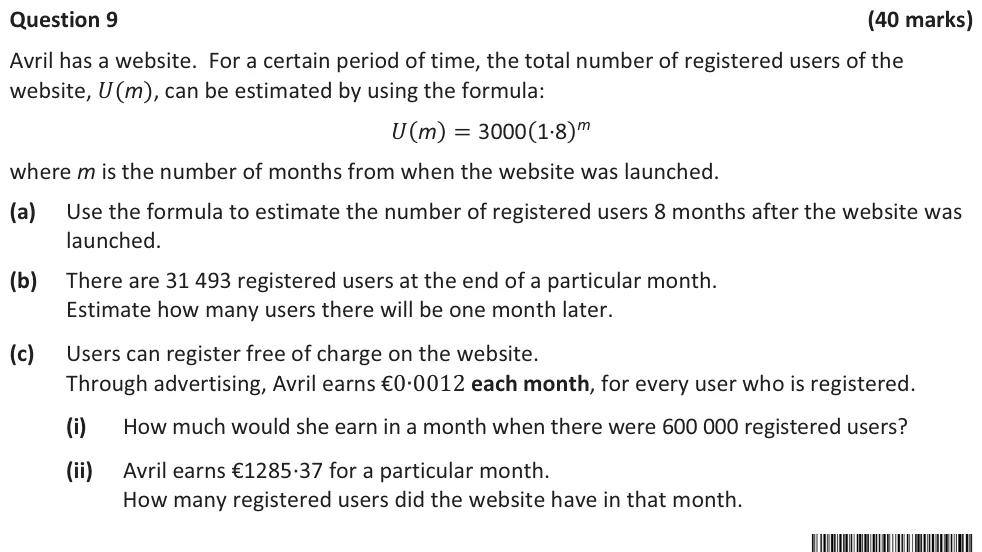 Question 9 (40 marks)
Avril has a website. For a certain period of time, the total number of registered users of the
website, U(m), can be estimated by using the formula:
U(m) = 3000(1·8)^m
where m is the number of months from when the website was launched.
(a) Use the formula to estimate the number of registered users 8 months after the website was
launched.
(b) There are 31 493 registered users at the end of a particular month.
Estimate how many users there will be one month later.
(c) Users can register free of charge on the website.
Through advertising, Avril earns €0·0012 each month, for every user who is registered.
(i) How much would she earn in a month when there were 600 000 registered users?
(ii) Avril earns €1285·37 for a particular month.
How many registered users did the website have in that month.